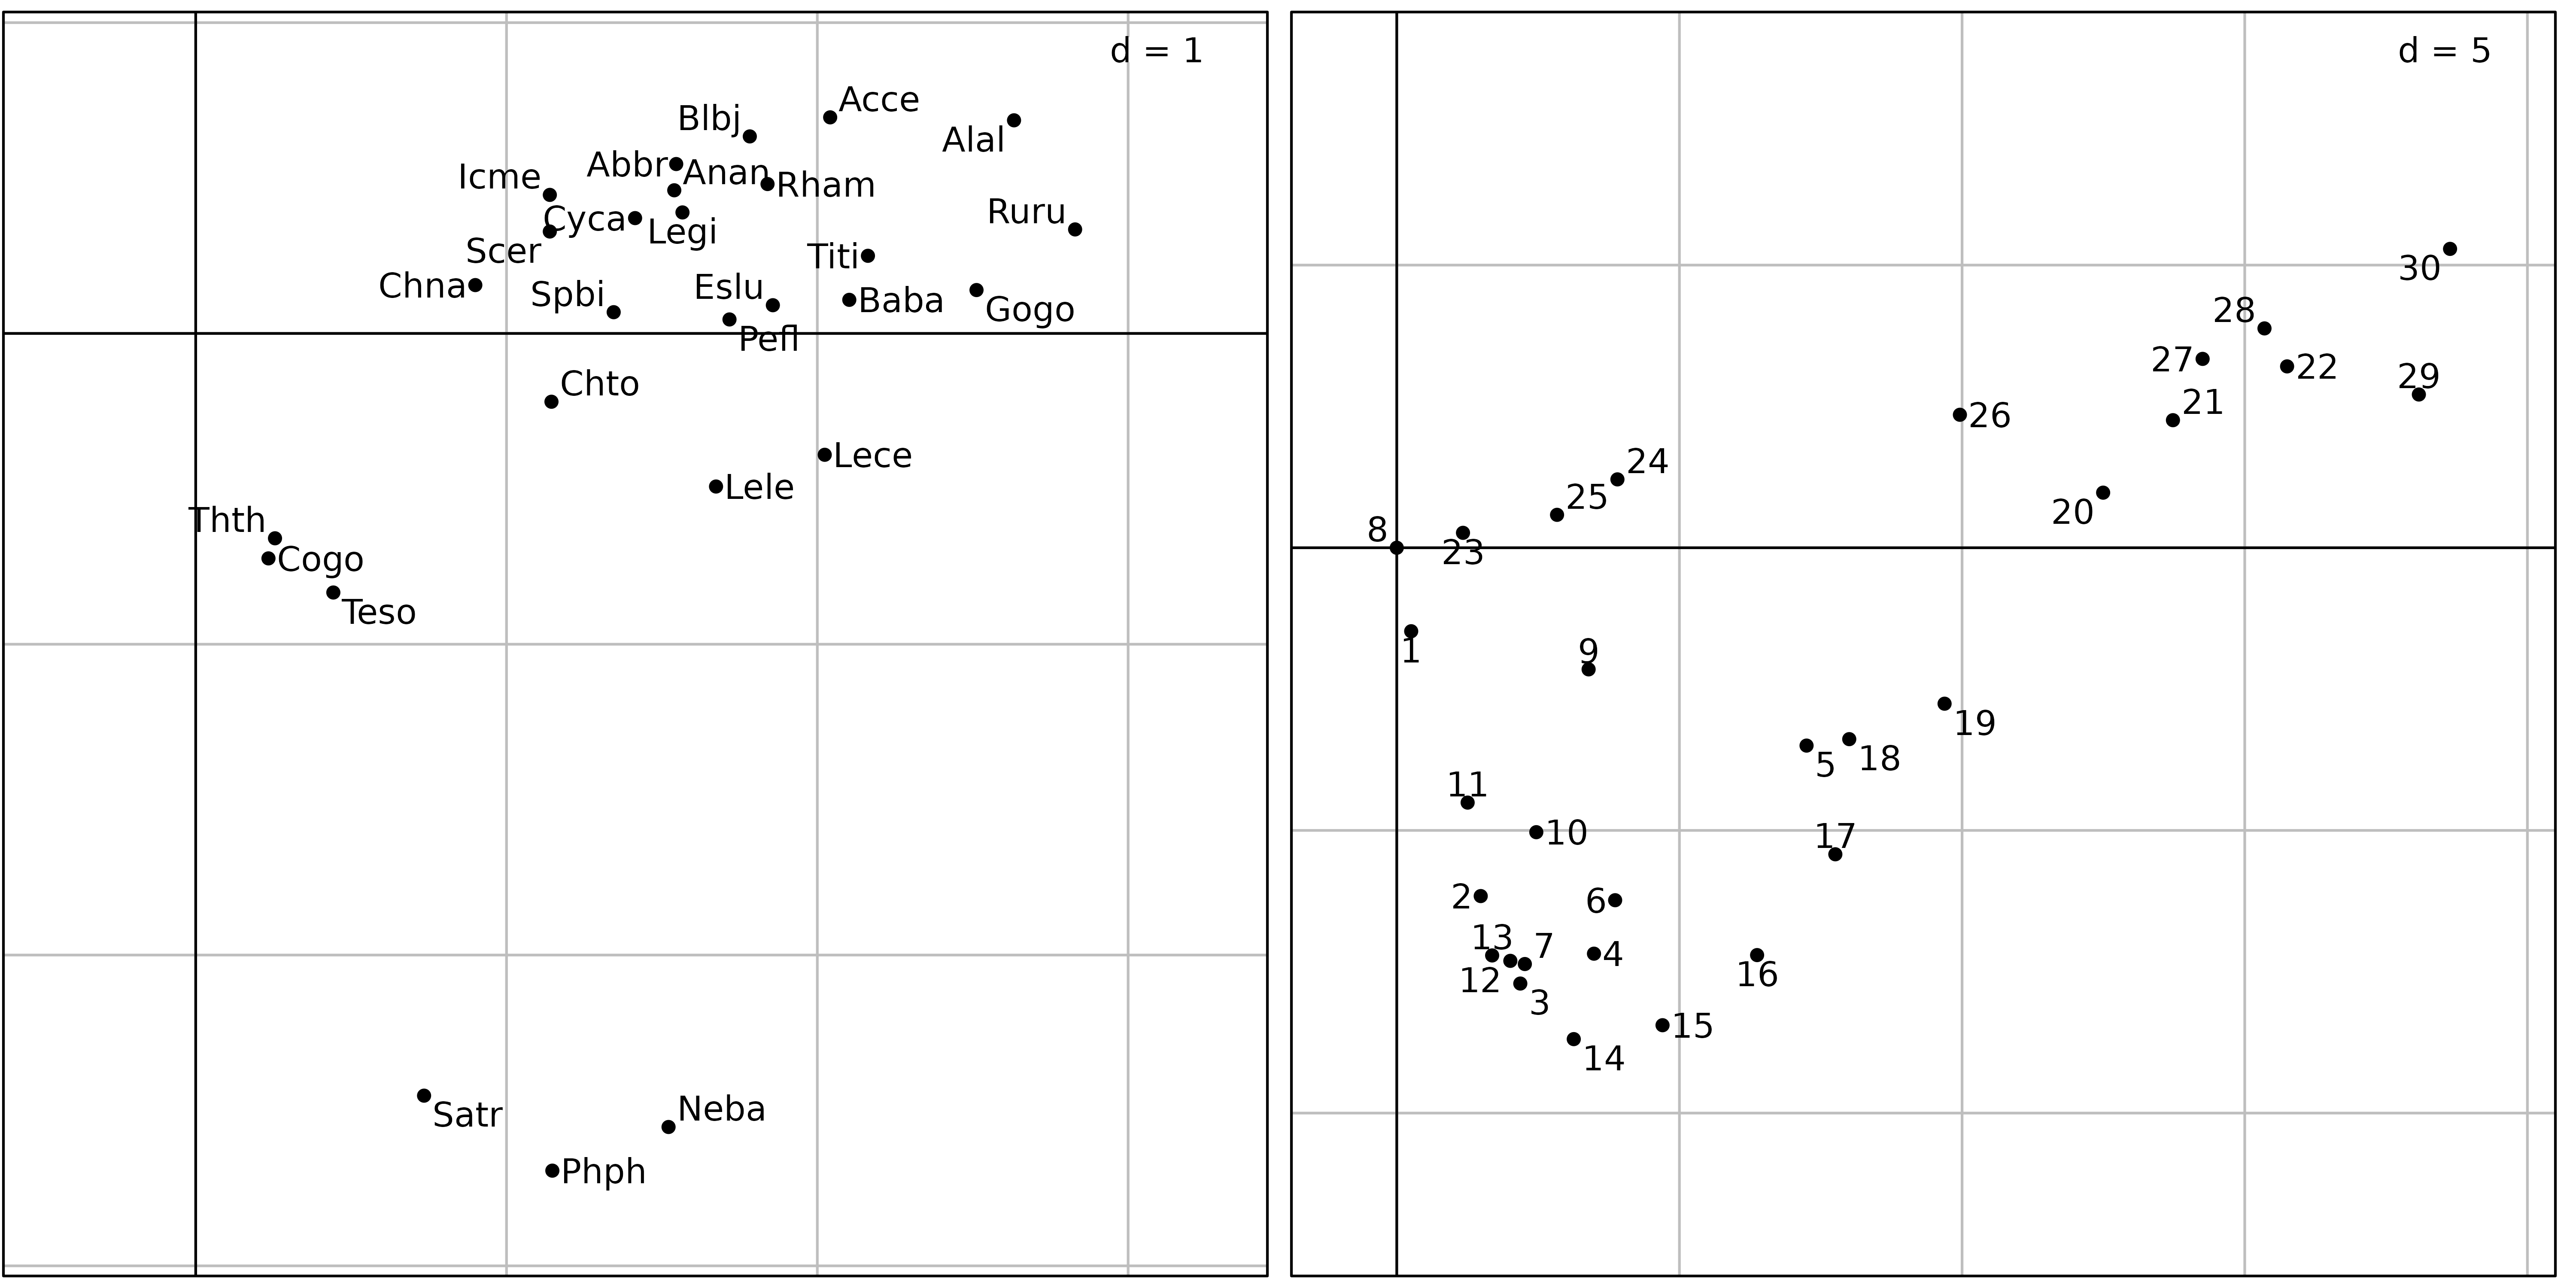 d = 1
Acce
Blbj
Alal
Abbr
Anan
Icme
Rham
Ruru
Cyca
Legi
Scer
Titi
Chna
Spbi
Eslu
Baba
Gogo
Pefl
Chto
Lece
Lele
Thth
Cogo
Teso
Satr
Neba
Phph
d = 5
30
28
27
22
29
21
26
24
25
20
8
23
1
9
19
5
18
11
10
17
2
6
13
7
4
12
16
3
15
14